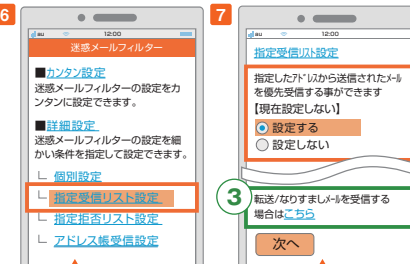 6
au 12:00
迷惑メールフィルター
■カンタン設定
迷惑メールフィルターの設定をカ
ンタンに設定できます。
■詳細設定
迷惑メールフィルターの設定を細
かい条件を指定して設定できます。
└ 個別設定
└ 指定受信リスト設定
└ 指定拒否リスト設定
└ アドレス帳受信設定
7
au 12:00
指定受信ﾘｽﾄ設定
指定したｱﾄﾞﾚｽから送信されたﾒｰﾙ
を優先受信する事ができます
【現在設定しない】
設定する
設定しない
3
転送/なりすましﾒｰﾙを受信する
場合はこちら
次へ